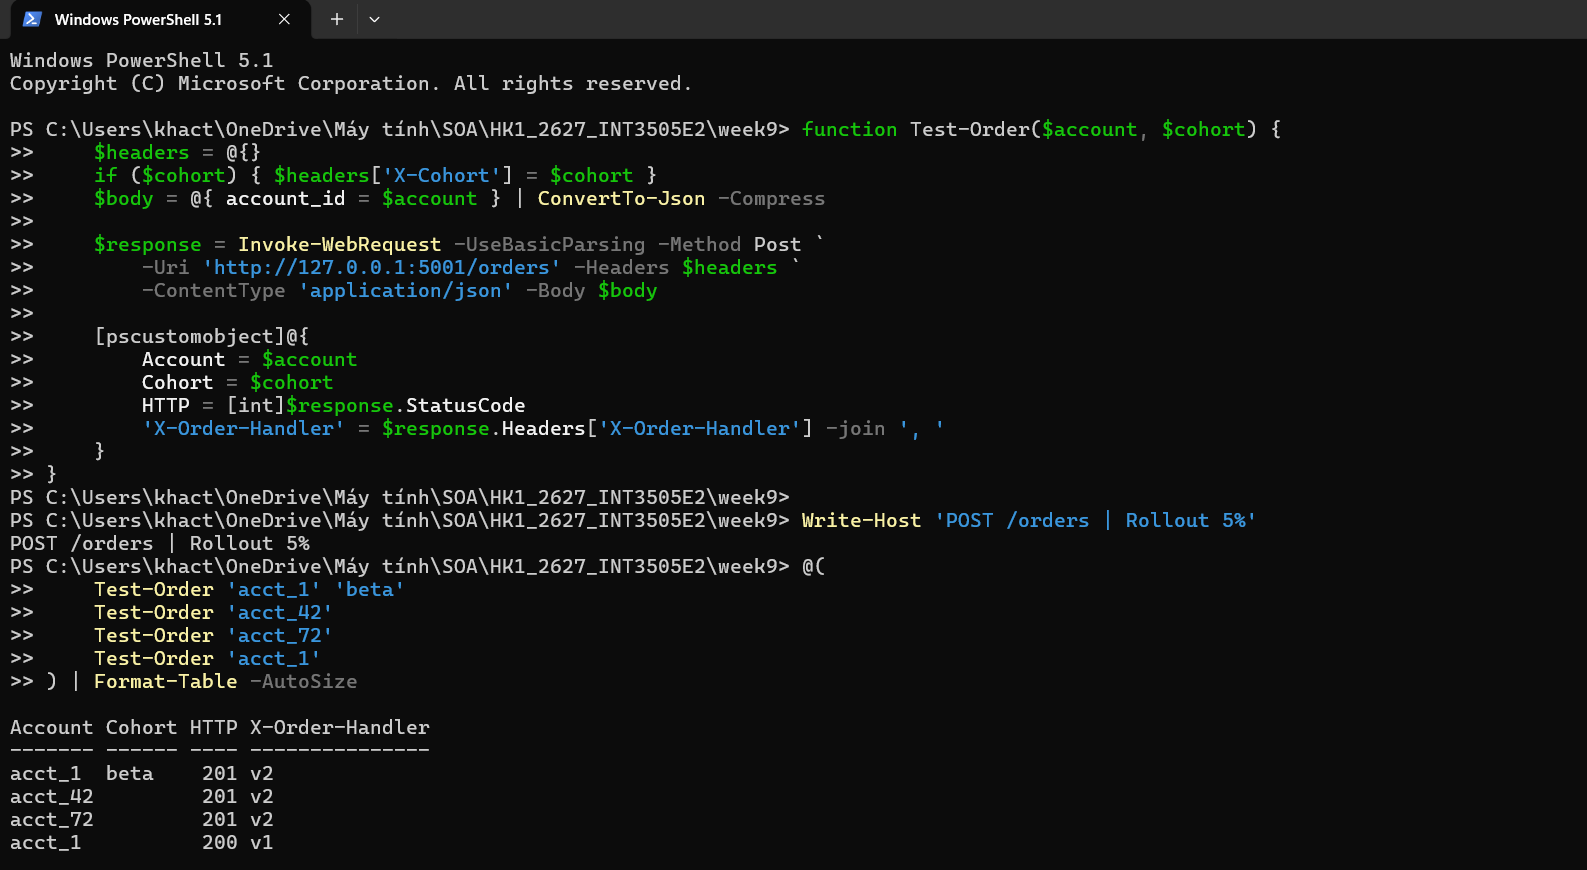 Windows PowerShell 5.1
Windows PowerShell 5.1
Copyright (C) Microsoft Corporation. All rights reserved.
PS C:\Users\khact\OneDrive\Máy tính\SOA\HK1_2627_INT3505E2\week9> function Test-Order($account, $cohort) {
>>     $headers = @{}
>>     if ($cohort) { $headers['X-Cohort'] = $cohort }
>>     $body = @{ account_id = $account } | ConvertTo-Json -Compress
>>
>>     $response = Invoke-WebRequest -UseBasicParsing -Method Post `
>>         -Uri 'http://127.0.0.1:5001/orders' -Headers $headers `
>>         -ContentType 'application/json' -Body $body
>>
>>     [pscustomobject]@{
>>         Account = $account
>>         Cohort = $cohort
>>         HTTP = [int]$response.StatusCode
>>         'X-Order-Handler' = $response.Headers['X-Order-Handler'] -join ', '
>>     }
>> }
PS C:\Users\khact\OneDrive\Máy tính\SOA\HK1_2627_INT3505E2\week9>
PS C:\Users\khact\OneDrive\Máy tính\SOA\HK1_2627_INT3505E2\week9> Write-Host 'POST /orders | Rollout 5%'
POST /orders | Rollout 5%
PS C:\Users\khact\OneDrive\Máy tính\SOA\HK1_2627_INT3505E2\week9> @(
>>     Test-Order 'acct_1' 'beta'
>>     Test-Order 'acct_42'
>>     Test-Order 'acct_72'
>>     Test-Order 'acct_1'
>> ) | Format-Table -AutoSize
Account Cohort HTTP X-Order-Handler
------- ------ ---- ---------------
acct_1  beta    201 v2
acct_42         201 v2
acct_72         201 v2
acct_1          200 v1